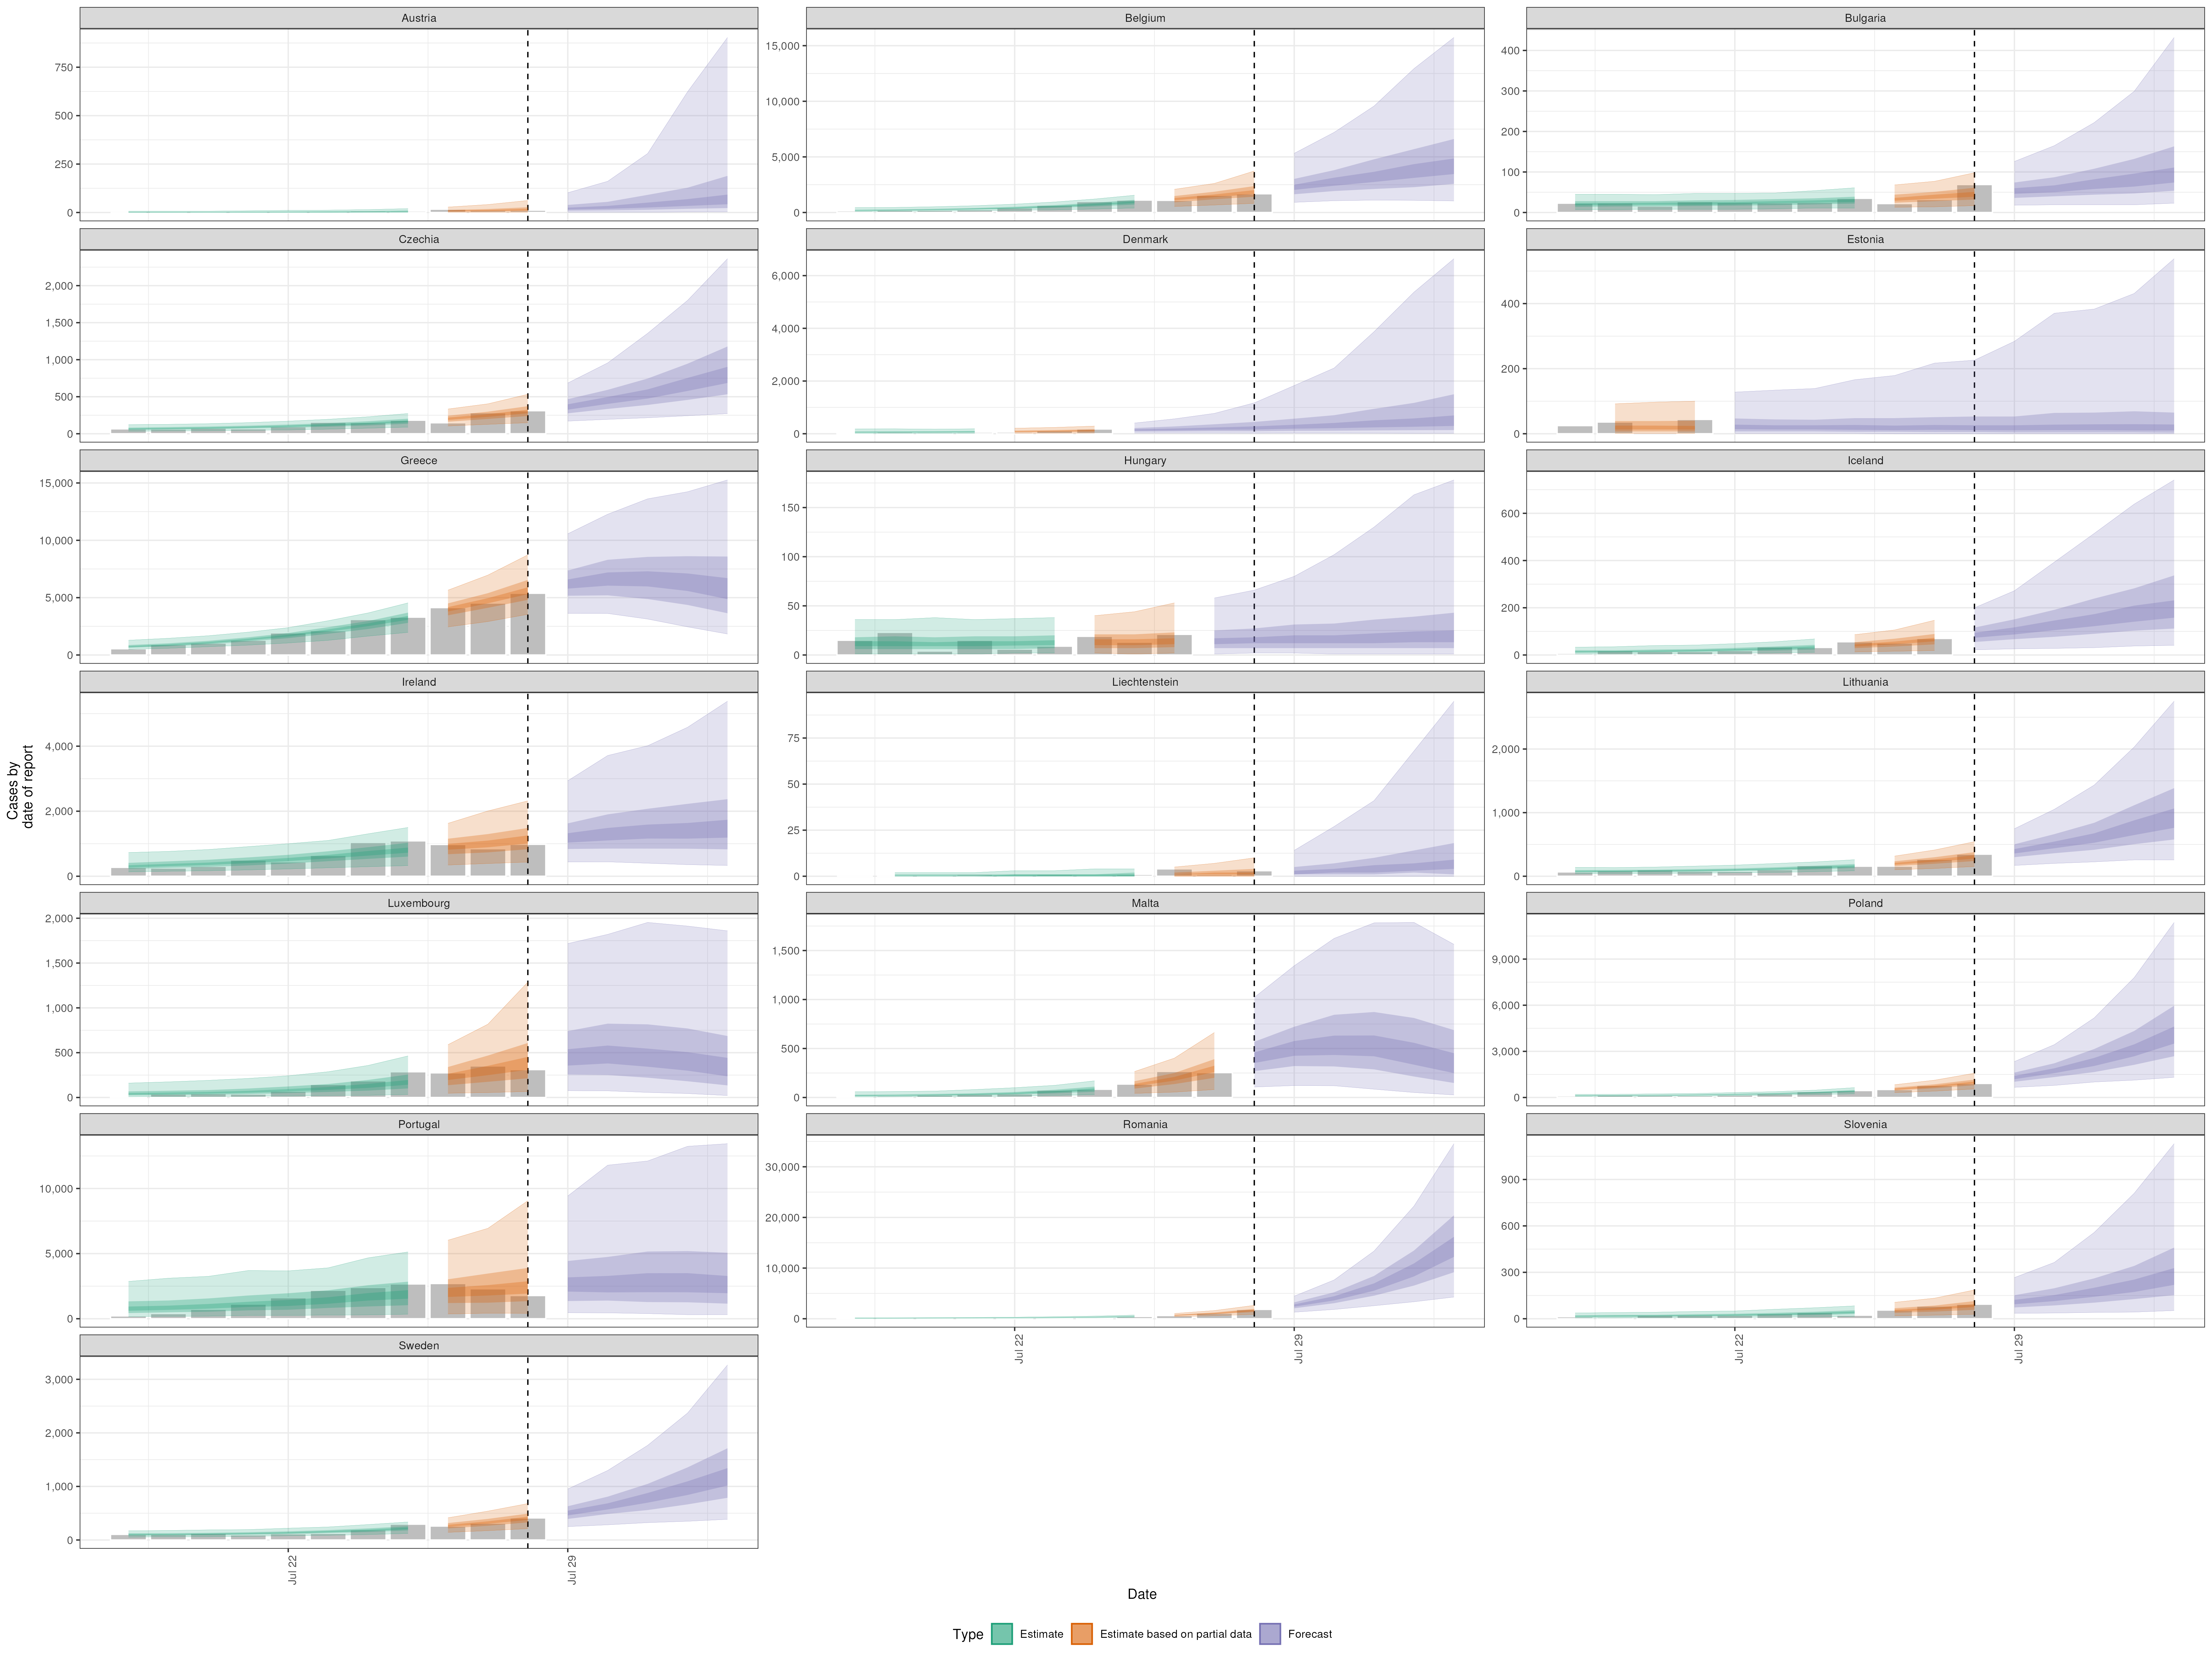 Austria
Belgium
Bulgaria
750
500
250
0
15,000
10,000
5,000
0
400
300
200
100
0
Czechia
Denmark
Estonia
2,000
1,500
1,000
500
0
6,000
4,000
2,000
0
400
200
0
Greece
Hungary
Iceland
15,000
10,000
5,000
0
150
100
50
0
600
400
200
0
Ireland
Liechtenstein
Lithuania
4,000
2,000
0
75
50
25
0
2,000
1,000
0
Cases by
date of report
Luxembourg
Malta
Poland
2,000
1,500
1,000
500
0
1,500
1,000
500
0
9,000
6,000
3,000
0
Portugal
Romania
Slovenia
10,000
5,000
0
30,000
20,000
10,000
0
900
600
300
0
Jul 22
Jul 29
Jul 22
Jul 29
Sweden
3,000
2,000
1,000
0
Jul 22
Jul 29
Date
Type Estimate Estimate based on partial data Forecast